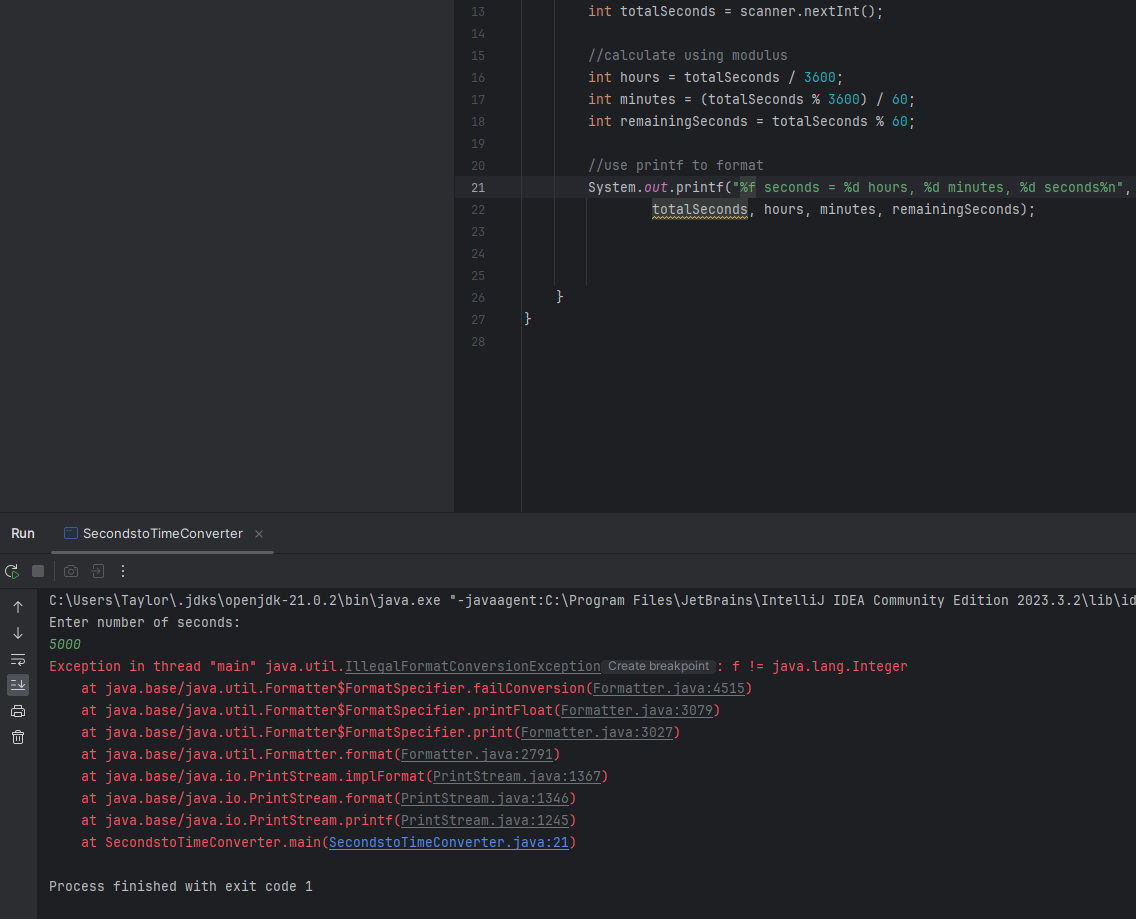 13 int totalSeconds = scanner.nextInt();
14
15 //calculate using modulus
16 int hours = totalSeconds / 3600;
17 int minutes = (totalSeconds % 3600) / 60;
18 int remainingSeconds = totalSeconds % 60;
19
20 //use printf to format
21 System.out.printf("%f seconds = %d hours, %d minutes, %d seconds%n",
22 totalSeconds, hours, minutes, remainingSeconds);
23
24
25
26 }
27 }
28
Run SecondstoTimeConverter
C:\Users\Taylor\.jdks\openjdk-21.0.2\bin\java.exe "-javaagent:C:\Program Files\JetBrains\IntelliJ IDEA Community Edition 2023.3.2\lib\id
Enter number of seconds:
5000
Exception in thread "main" java.util.IllegalFormatConversionException Create breakpoint : f != java.lang.Integer
at java.base/java.util.Formatter$FormatSpecifier.failConversion(Formatter.java:4515)
at java.base/java.util.Formatter$FormatSpecifier.printFloat(Formatter.java:3079)
at java.base/java.util.Formatter$FormatSpecifier.print(Formatter.java:3027)
at java.base/java.util.Formatter.format(Formatter.java:2791)
at java.base/java.io.PrintStream.implFormat(PrintStream.java:1367)
at java.base/java.io.PrintStream.format(PrintStream.java:1346)
at java.base/java.io.PrintStream.printf(PrintStream.java:1245)
at SecondstoTimeConverter.main(SecondstoTimeConverter.java:21)
Process finished with exit code 1